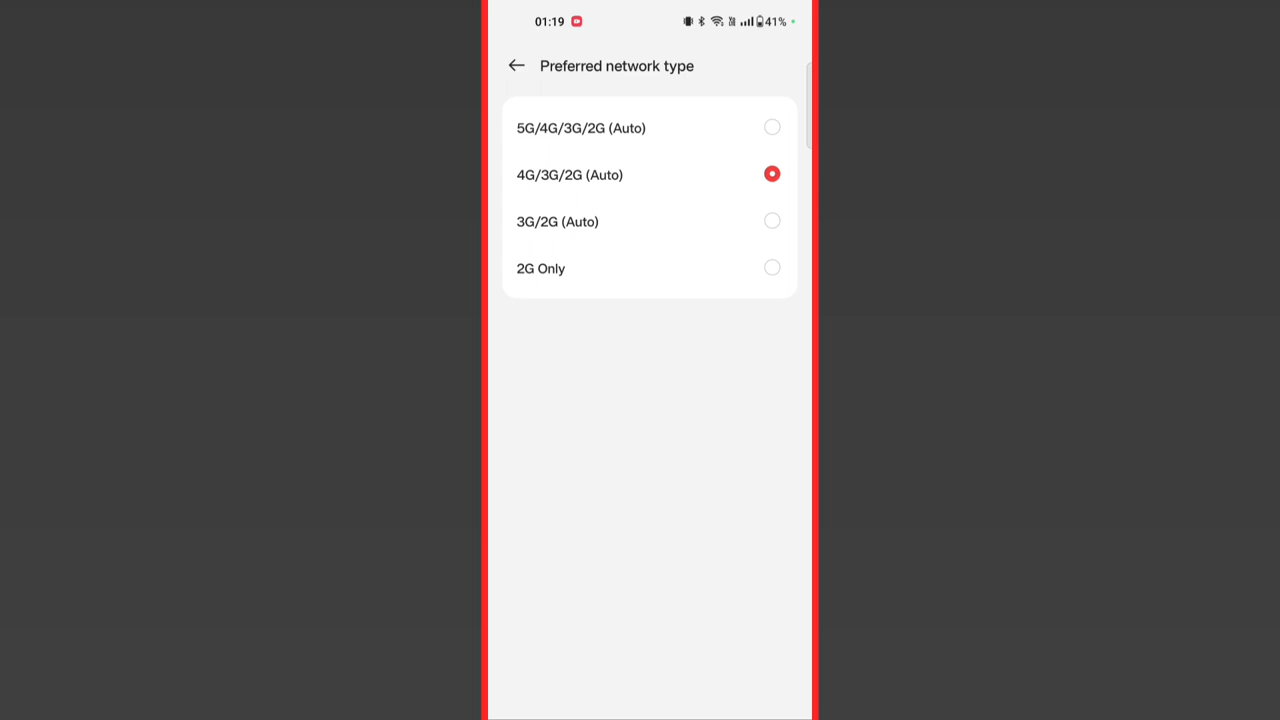 01:19 41%
Preferred network type
5G/4G/3G/2G (Auto)
4G/3G/2G (Auto)
3G/2G (Auto)
2G Only